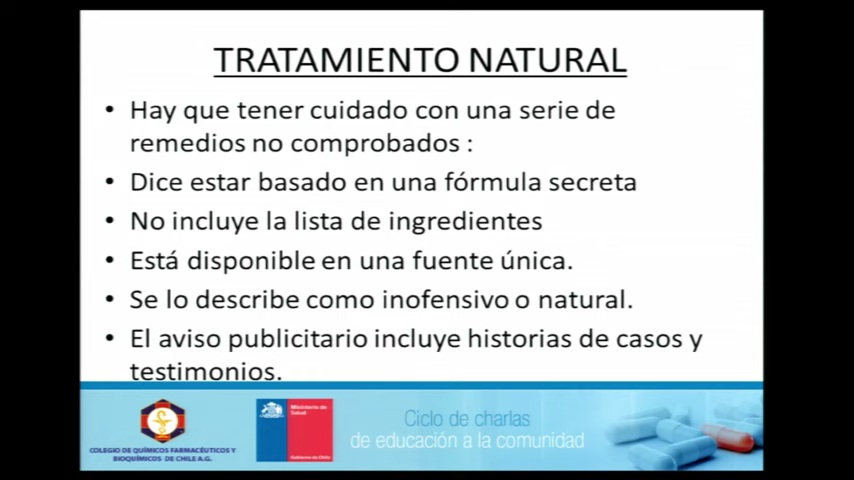 TRATAMIENTO NATURAL
• Hay que tener cuidado con una serie de
remedios no comprobados :
• Dice estar basado en una fórmula secreta
• No incluye la lista de ingredientes
• Está disponible en una fuente única.
• Se lo describe como inofensivo o natural.
• El aviso publicitario incluye historias de casos y
testimonios.
COLEGIO DE QUÍMICOS FARMACÉUTICOS Y
BIOQUÍMICOS DE CHILE A.G.
Ministerio de
Salud
Gobierno de Chile
Ciclo de charlas
de educación a la comunidad